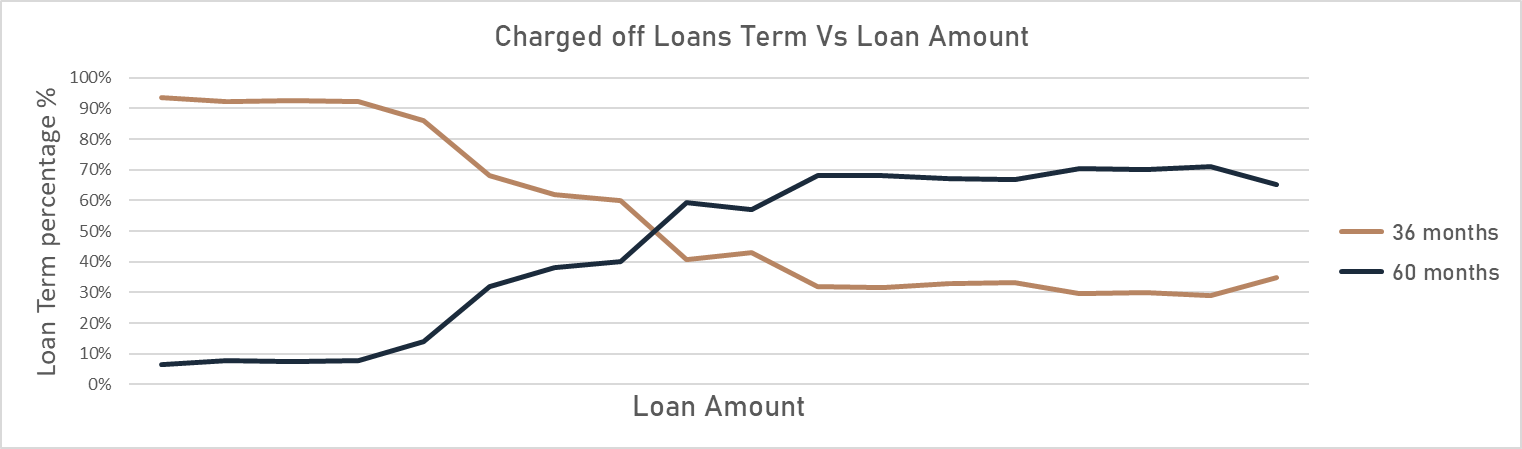 Charged off Loans Term Vs Loan Amount
Loan Term percentage %
100%
90%
80%
70%
60%
50%
40%
30%
20%
10%
0%
Loan Amount
36 months
60 months